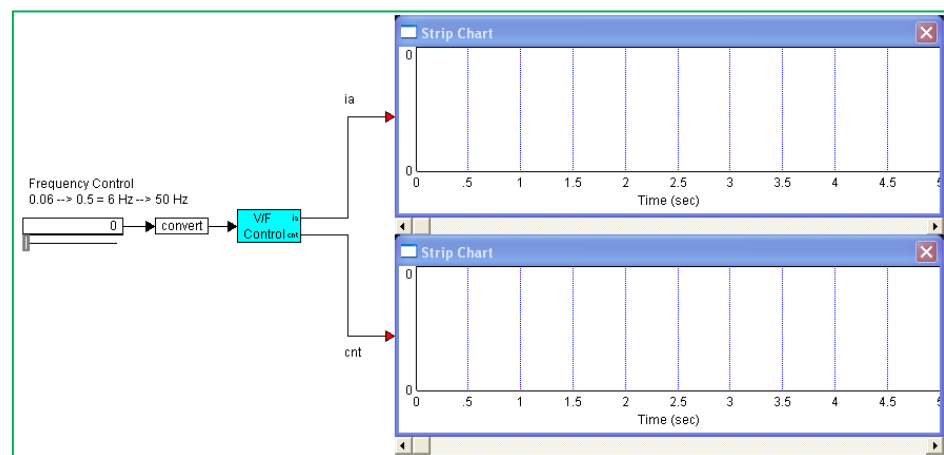 Strip Chart
0
ia
0
0 .5 1 1.5 2 2.5 3 3.5 4 4.5 5
Time (sec)
Frequency Control
0.06 --> 0.5 = 6 Hz --> 50 Hz
0
convert
V/F ia
Control cnt
Strip Chart
0
cnt
0
0 .5 1 1.5 2 2.5 3 3.5 4 4.5 5
Time (sec)